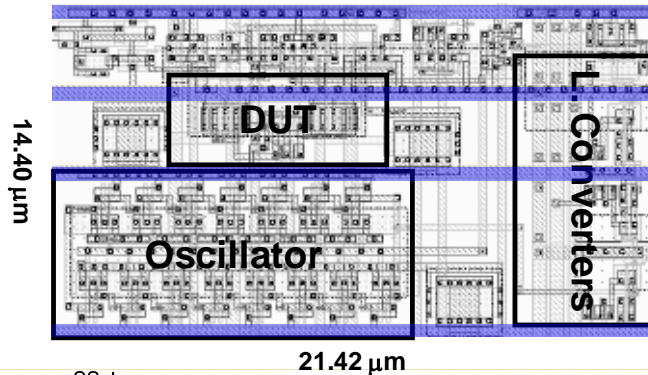 DUT
14.40 µm
L. Converters
Oscillator
21.42 µm